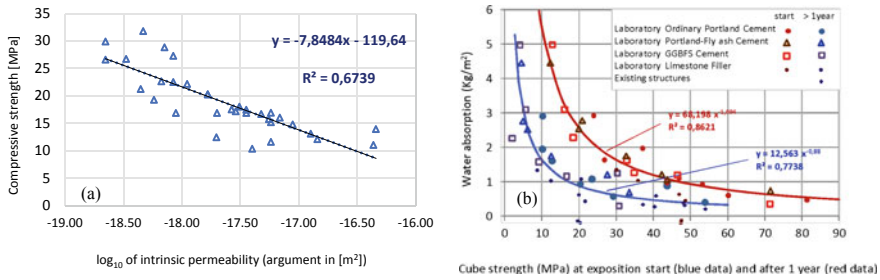 35
30
25
20
15
10
5
0
Compressive strength [MPa]
y = -7,8484x - 119,64
R² = 0,6739
(a)
-19.00 -18.50 -18.00 -17.50 -17.00 -16.50 -16.00
log₁₀ of intrinsic permeability (argument in [m²])
start > 1year
Laboratory Ordinary Portland Cement
Laboratory Portland-Fly ash Cement
Laboratory GGBFS Cement
Laboratory Limestone Filler
Existing structures
6
5
4
3
2
1
0
Water absorption (Kg/m²)
y = 68,198 x
R² = 0,8621
y = 12,563 x
R² = 0,7738
(b)
0 10 20 30 40 50 60 70 80 90
Cube strength (MPa) at exposition start (blue data) and after 1 year (red data)